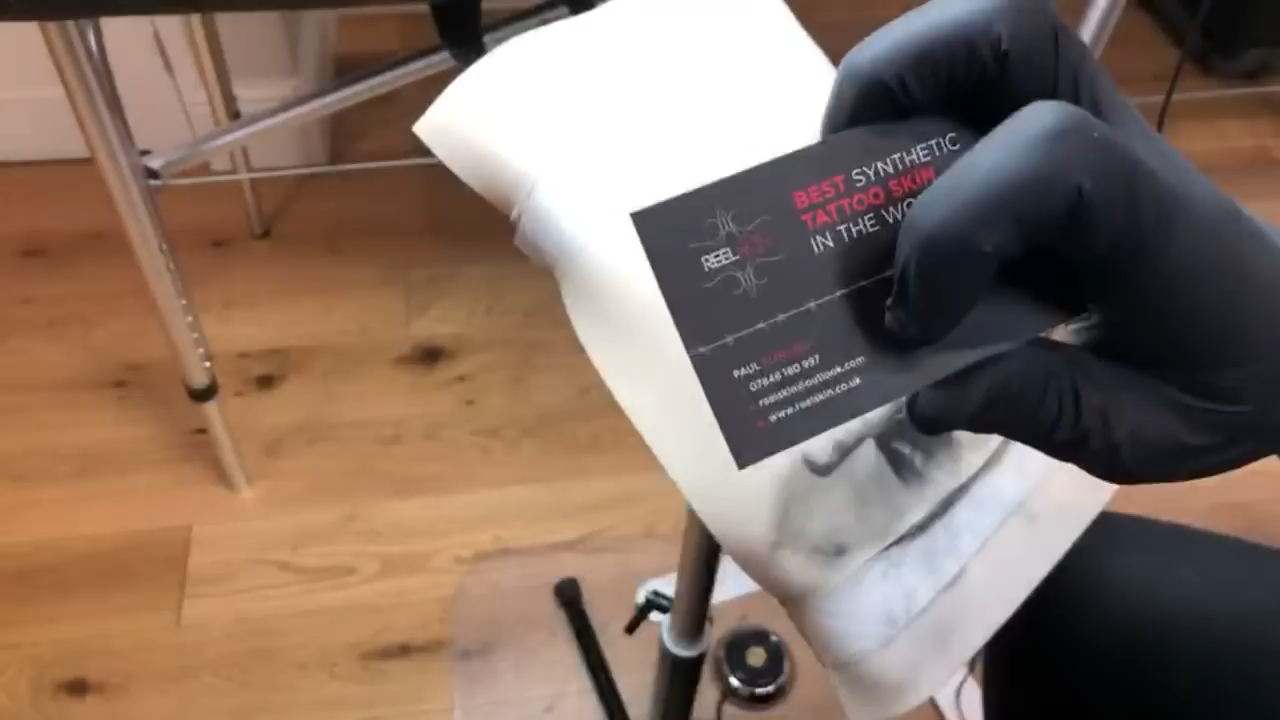 BEST SYNTHETIC
TATTOO SKIN
IN THE WO
REEL
PAUL
07846 180 997
reelskin@outlook.com
www.reelskin.co.uk